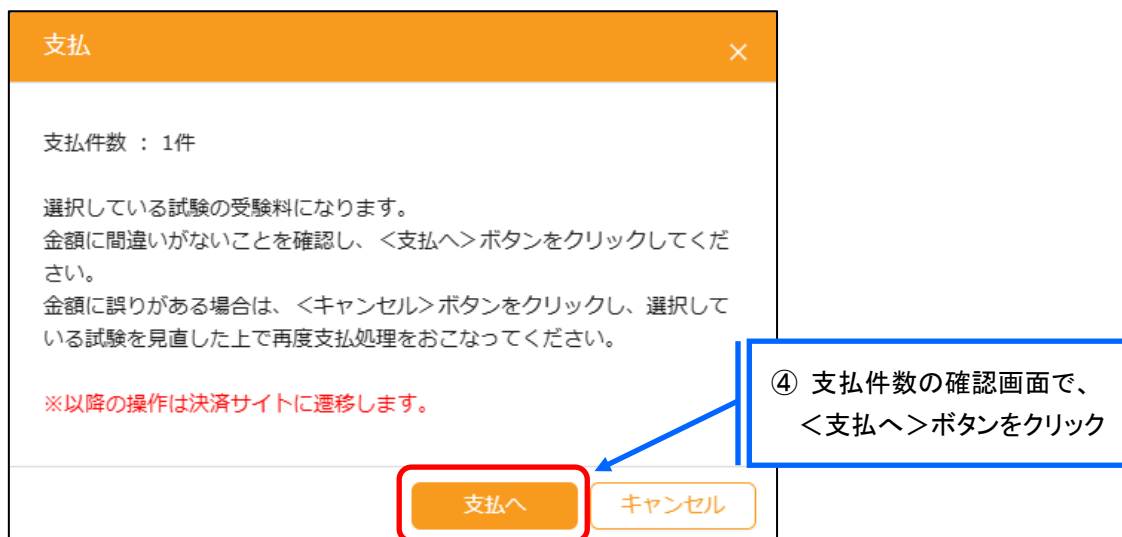 支払
×
支払件数 : 1件
選択している試験の受験料になります。
金額に間違いがないことを確認し、<支払へ>ボタンをクリックしてくだ
さい。
金額に誤りがある場合は、<キャンセル>ボタンをクリックし、選択して
いる試験を見直した上で再度支払処理をおこなってください。
※以降の操作は決済サイトに遷移します。
④ 支払件数の確認画面で、
<支払へ>ボタンをクリック
支払へ
キャンセル